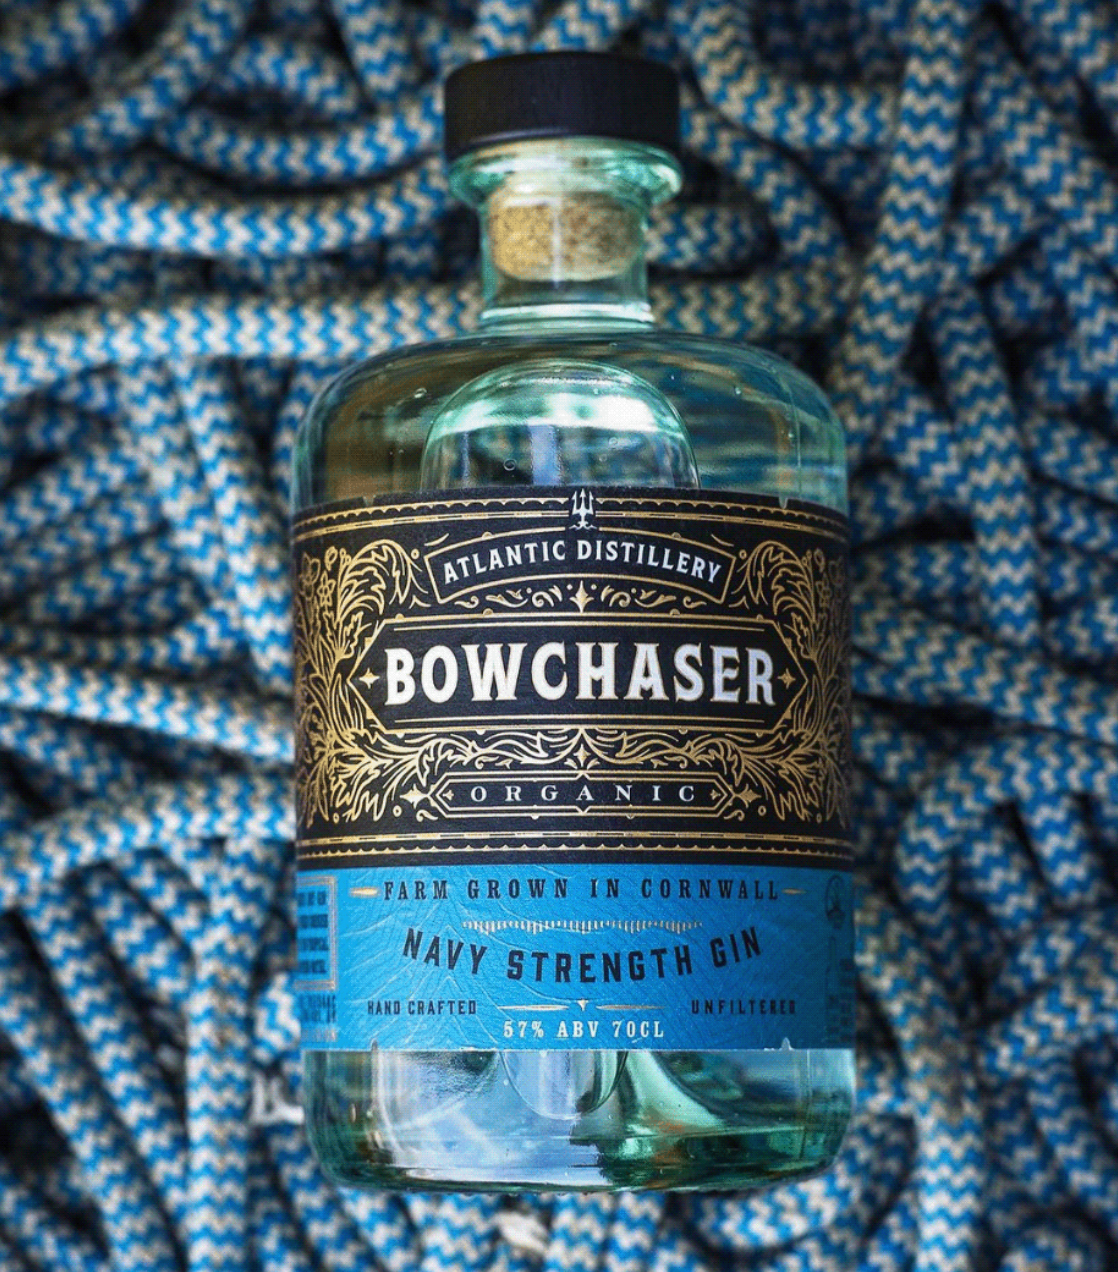 ATLANTIC DISTILLERY
BOWCHASER
ORGANIC
FARM GROWN IN CORNWALL
NAVY STRENGTH GIN
HAND CRAFTED
UNFILTERED
57% ABV 70CL